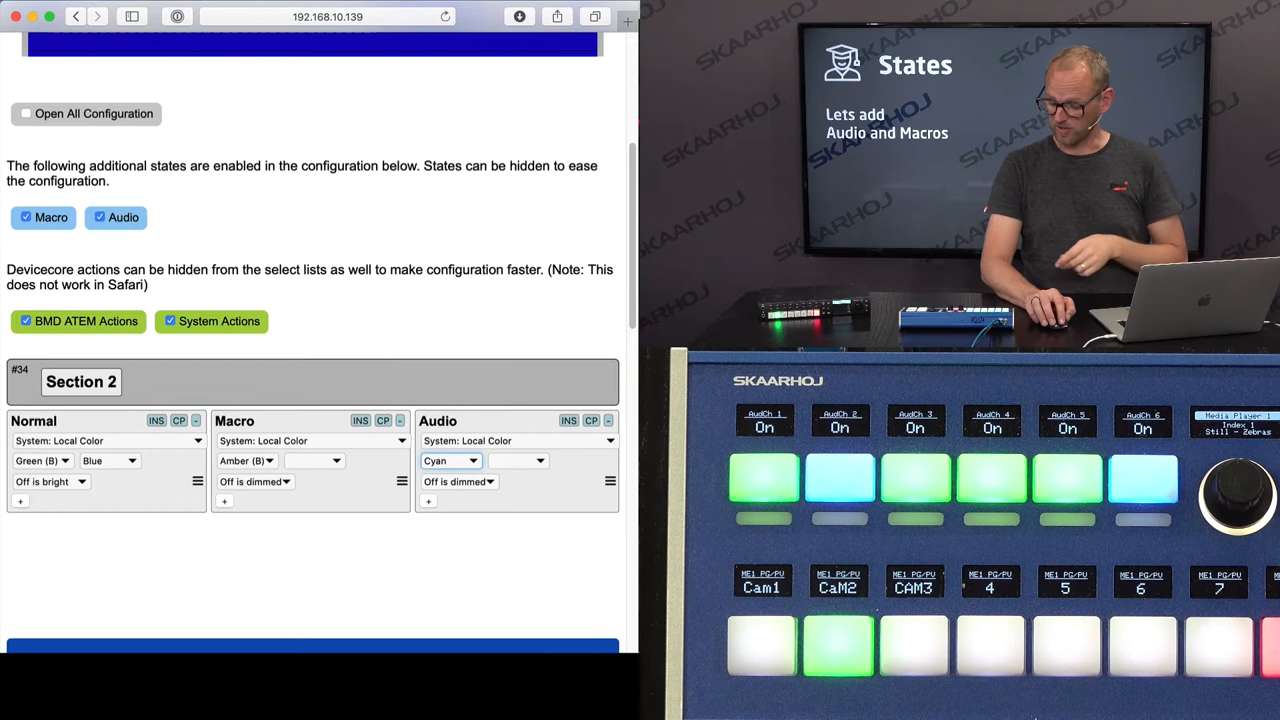 192.168.10.139
Open All Configuration
The following additional states are enabled in the configuration below. States can be hidden to ease
the configuration.
Macro
Audio
Devicecore actions can be hidden from the select lists as well to make configuration faster. (Note: This
does not work in Safari)
BMD ATEM Actions
System Actions
#34
Section 2
Normal
INS
CP
-
System: Local Color
Green (B)
Blue
Off is bright
+
Macro
INS
CP
-
System: Local Color
Amber (B)
Off is dimmed
+
Audio
INS
CP
-
System: Local Color
Cyan
Off is dimmed
+
States
Lets add
Audio and Macros
SKAARHOJ
SKAARHOJ
AudCh 1
On
AudCh 2
On
AudCh 3
On
AudCh 4
On
AudCh 5
On
AudCh 6
On
Media Player 1
Index 1
Still - Zebras
ME1 PG/PV
Cam1
ME1 PG/PV
CaM2
ME1 PG/PV
CAM3
ME1 PG/PV
4
ME1 PG/PV
5
ME1 PG/PV
6
ME1 PG/PV
7